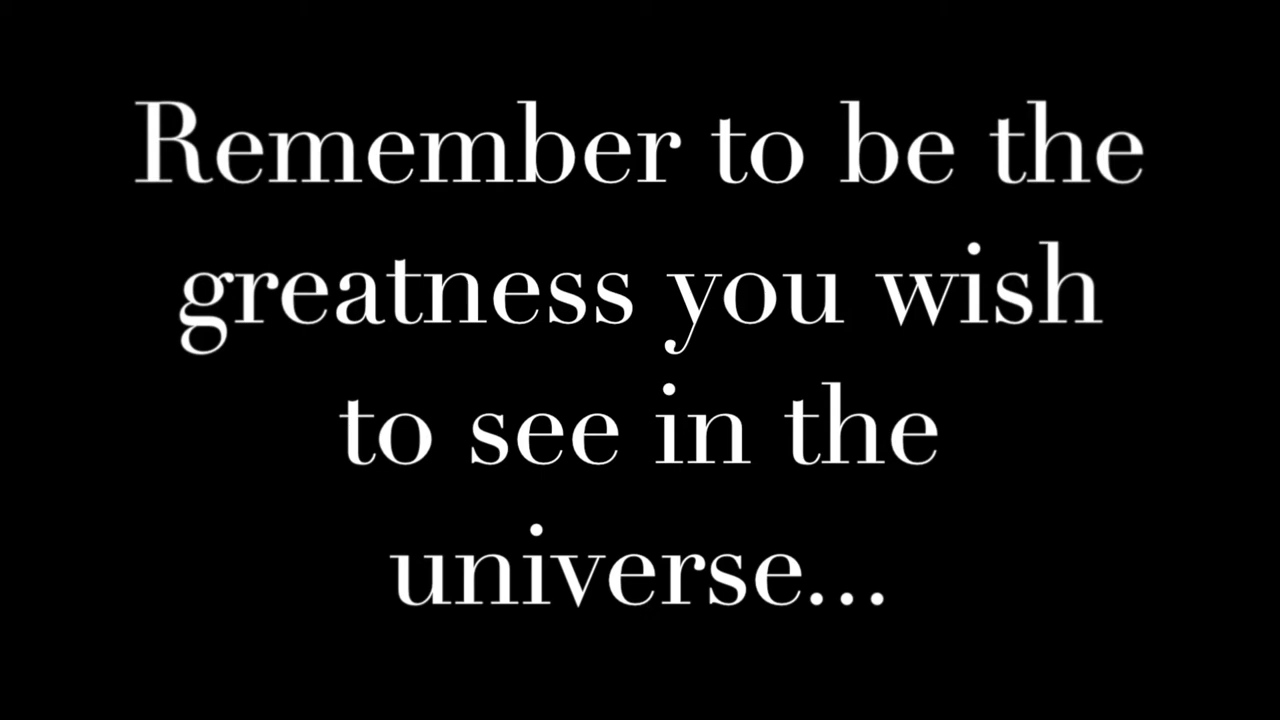 Remember to be the
greatness you wish
to see in the
universe...